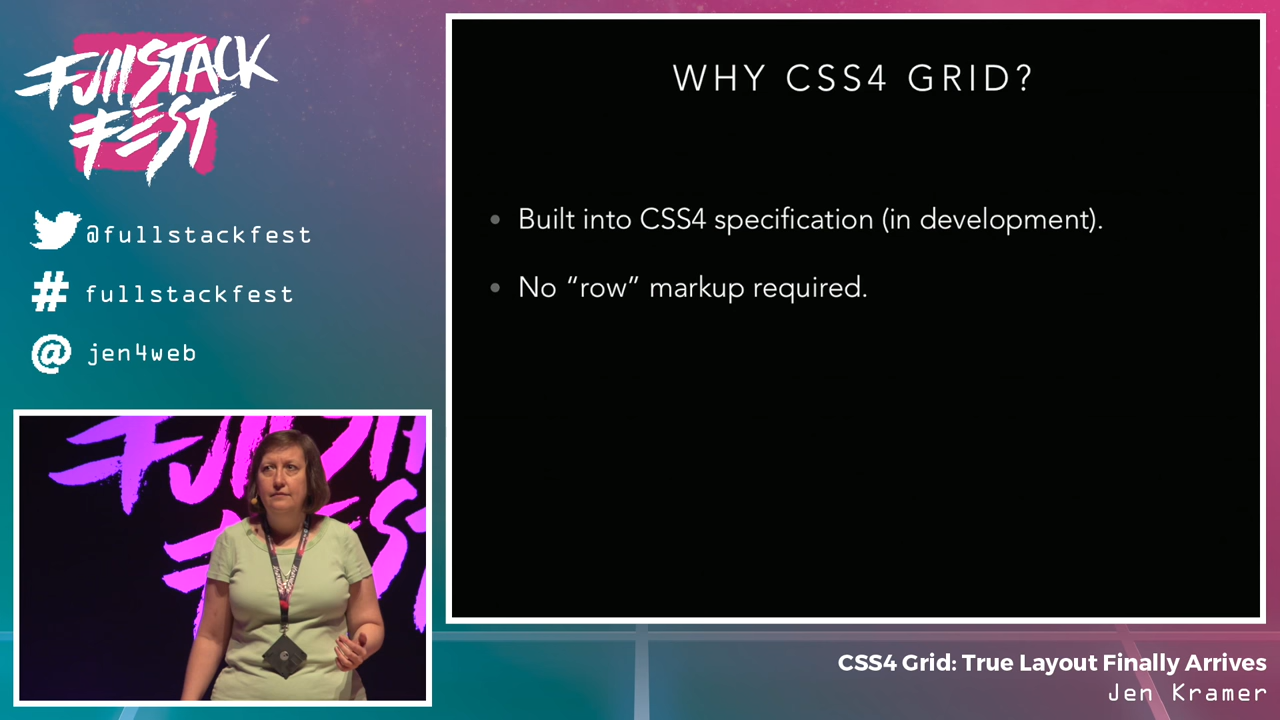 FullSTACK
FEST
@fullstackfest
# fullstackfest
@ jen4web
WHY CSS4 GRID?
• Built into CSS4 specification (in development).
• No “row” markup required.
CSS4 Grid: True Layout Finally Arrives
Jen Kramer